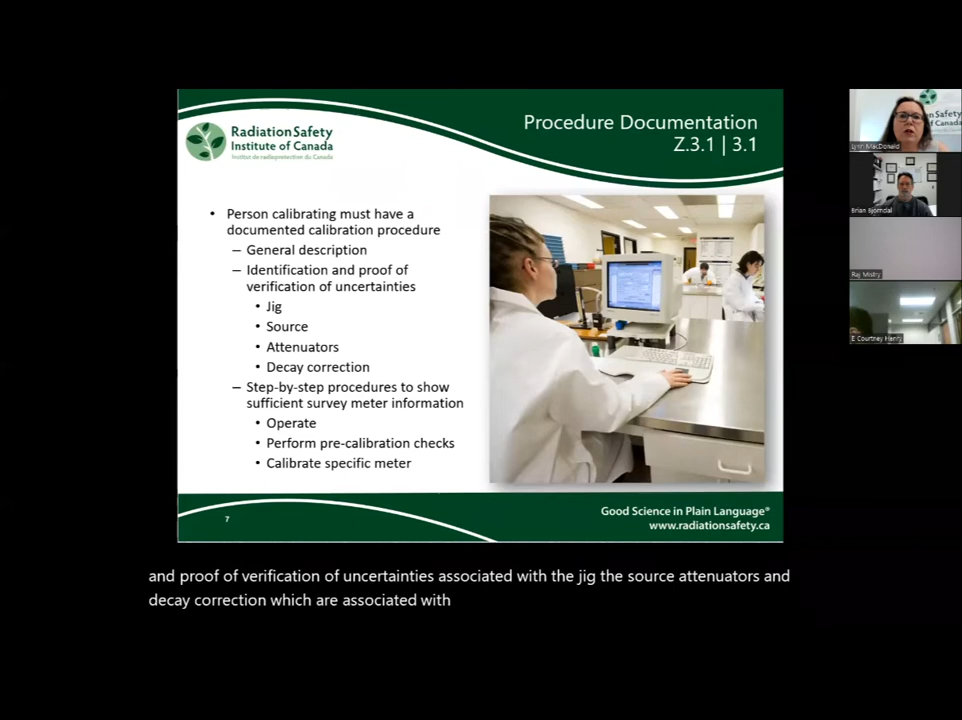 Radiation Safety
Institute of Canada
Institut de radioprotection du Canada
Procedure Documentation
Z.3.1 | 3.1
• Person calibrating must have a
documented calibration procedure
– General description
– Identification and proof of
verification of uncertainties
• Jig
• Source
• Attenuators
• Decay correction
– Step-by-step procedures to show
sufficient survey meter information
• Operate
• Perform pre-calibration checks
• Calibrate specific meter
7
Good Science in Plain Language®
www.radiationsafety.ca
and proof of verification of uncertainties associated with the jig the source attenuators and
decay correction which are associated with
Safety
of Canada
Lynn MacDonald
Brian Bjorndal
Raj Mistry
E Courtney Henry